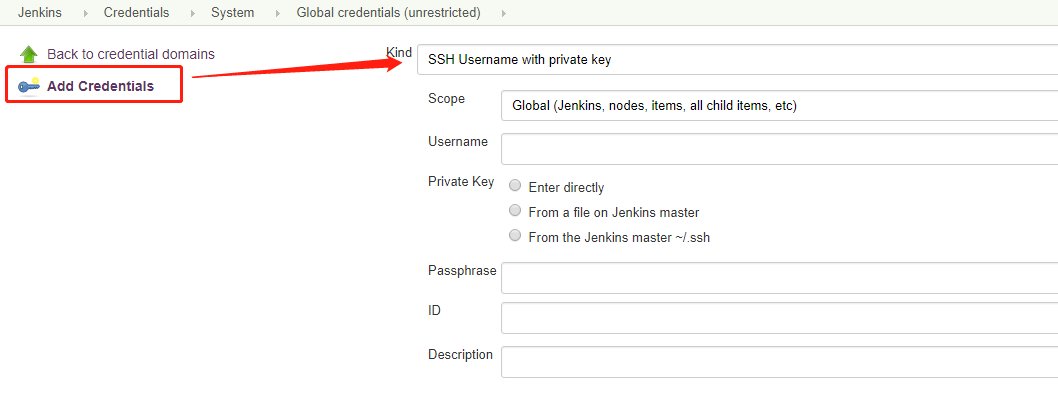 Jenkins Credentials System Global credentials (unrestricted)
Back to credential domains
Add Credentials
Kind SSH Username with private key
Scope Global (Jenkins, nodes, items, all child items, etc)
Username
Private Key Enter directly
From a file on Jenkins master
From the Jenkins master ~/.ssh
Passphrase
ID
Description